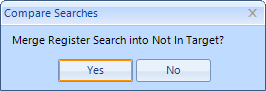 Compare Searches
Merge Register Search into Not In Target?
Yes
No